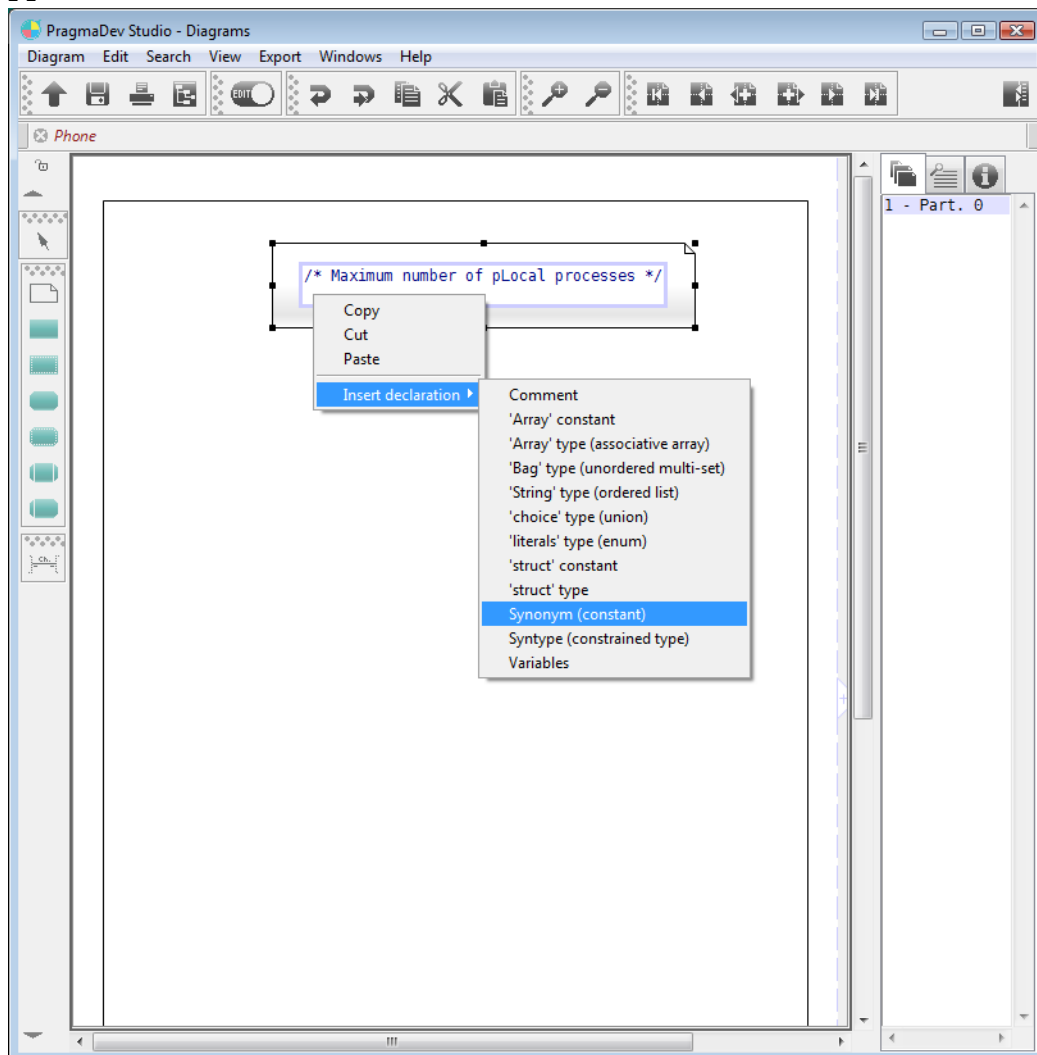 PragmaDev Studio - Diagrams
Diagram Edit Search View Export Windows Help
EDIT
Phone
1 - Part. 0
/* Maximum number of pLocal processes */
Copy
Cut
Paste
Insert declaration
Comment
'Array' constant
'Array' type (associative array)
'Bag' type (unordered multi-set)
'String' type (ordered list)
'choice' type (union)
'literals' type (enum)
'struct' constant
'struct' type
Synonym (constant)
Syntype (constrained type)
Variables
Ch.